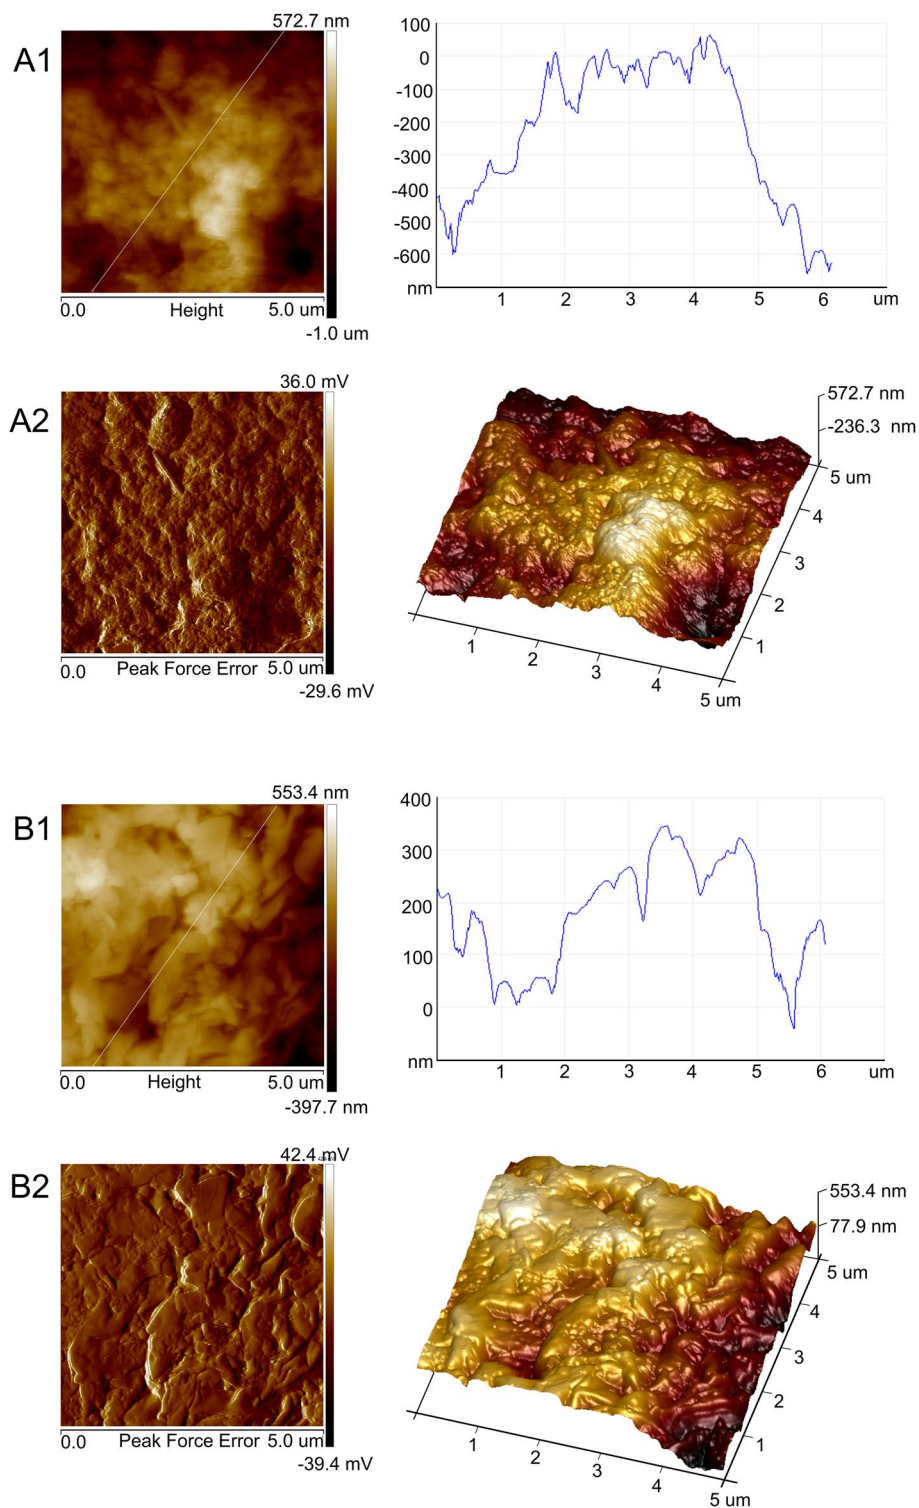 A1
572.7 nm
0.0 Height 5.0 um
-1.0 um
100
0
-100
-200
-300
-400
-500
-600
nm
1 2 3 4 5 6 um
A2
36.0 mV
0.0 Peak Force Error 5.0 um
-29.6 mV
572.7 nm
-236.3 nm
5 um
4
3
2
1
1
2
3
4
5 um
B1
553.4 nm
0.0 Height 5.0 um
-397.7 nm
400
300
200
100
0
nm
1 2 3 4 5 6 um
B2
42.4 mV
0.0 Peak Force Error 5.0 um
-39.4 mV
553.4 nm
77.9 nm
5 um
4
3
2
1
1
2
3
4
5 um